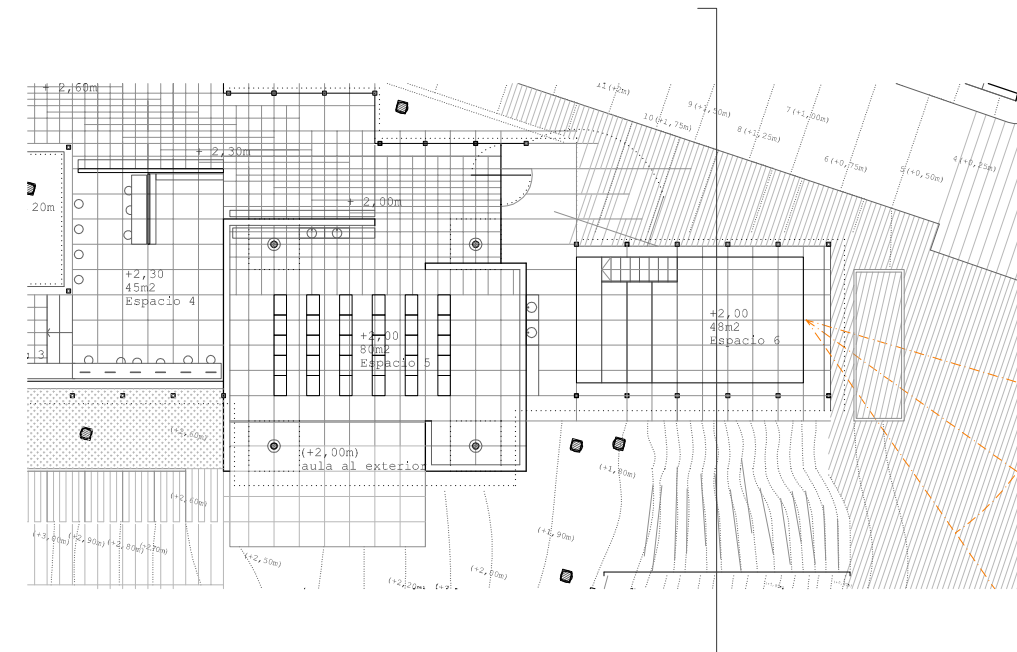 + 2,60m
11(+2m)
9(+1,50m)
7(+1,00m)
10(+1,75m)
8(+1,25m)
+ 2,30m
6(+0,75m)
5(+0,50m)
4(+0,25m)
20m
+ 2,00m
+2,30
45m2
Espacio 4
+2,00
48m2
Espacio 6
+2,00
80m2
Espacio 5
3
(+2,60m)
(+2,00m)
aula al exterior
(+1,80m)
(+2,60m)
(+1,90m)
(+3,00m)
(+2,90m)
(+2,80m)
(+2,50m)
(+2,00m)
(+2,20m)